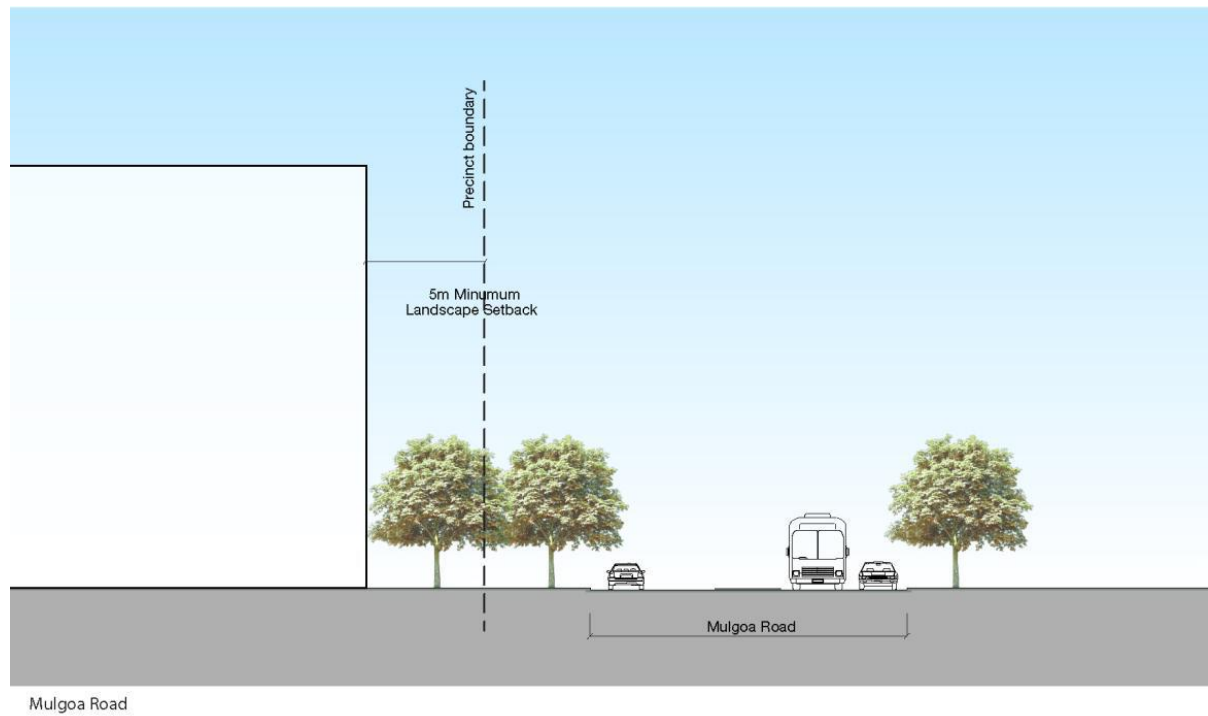 Precinct boundary
5m Minumum
Landscape Setback
Mulgoa Road
Mulgoa Road